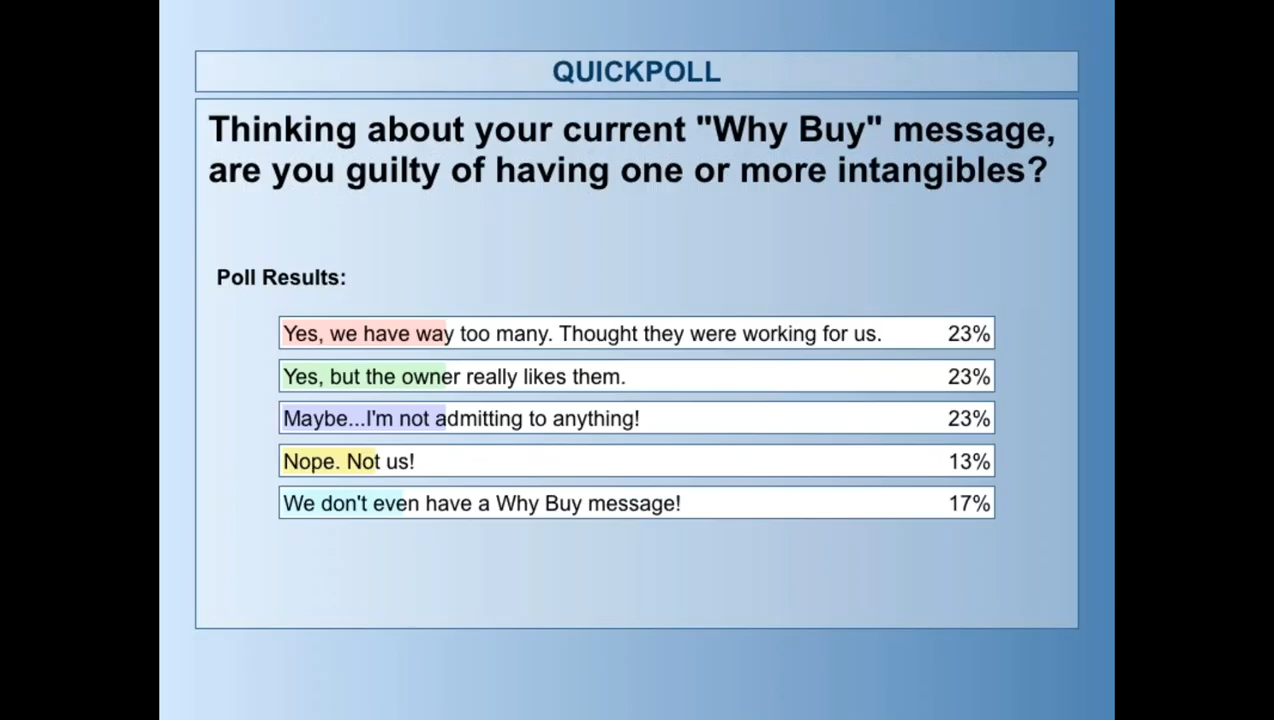 QUICKPOLL
Thinking about your current "Why Buy" message,
are you guilty of having one or more intangibles?
Poll Results:
Yes, we have way too many. Thought they were working for us. 23%
Yes, but the owner really likes them. 23%
Maybe...I'm not admitting to anything! 23%
Nope. Not us! 13%
We don't even have a Why Buy message! 17%